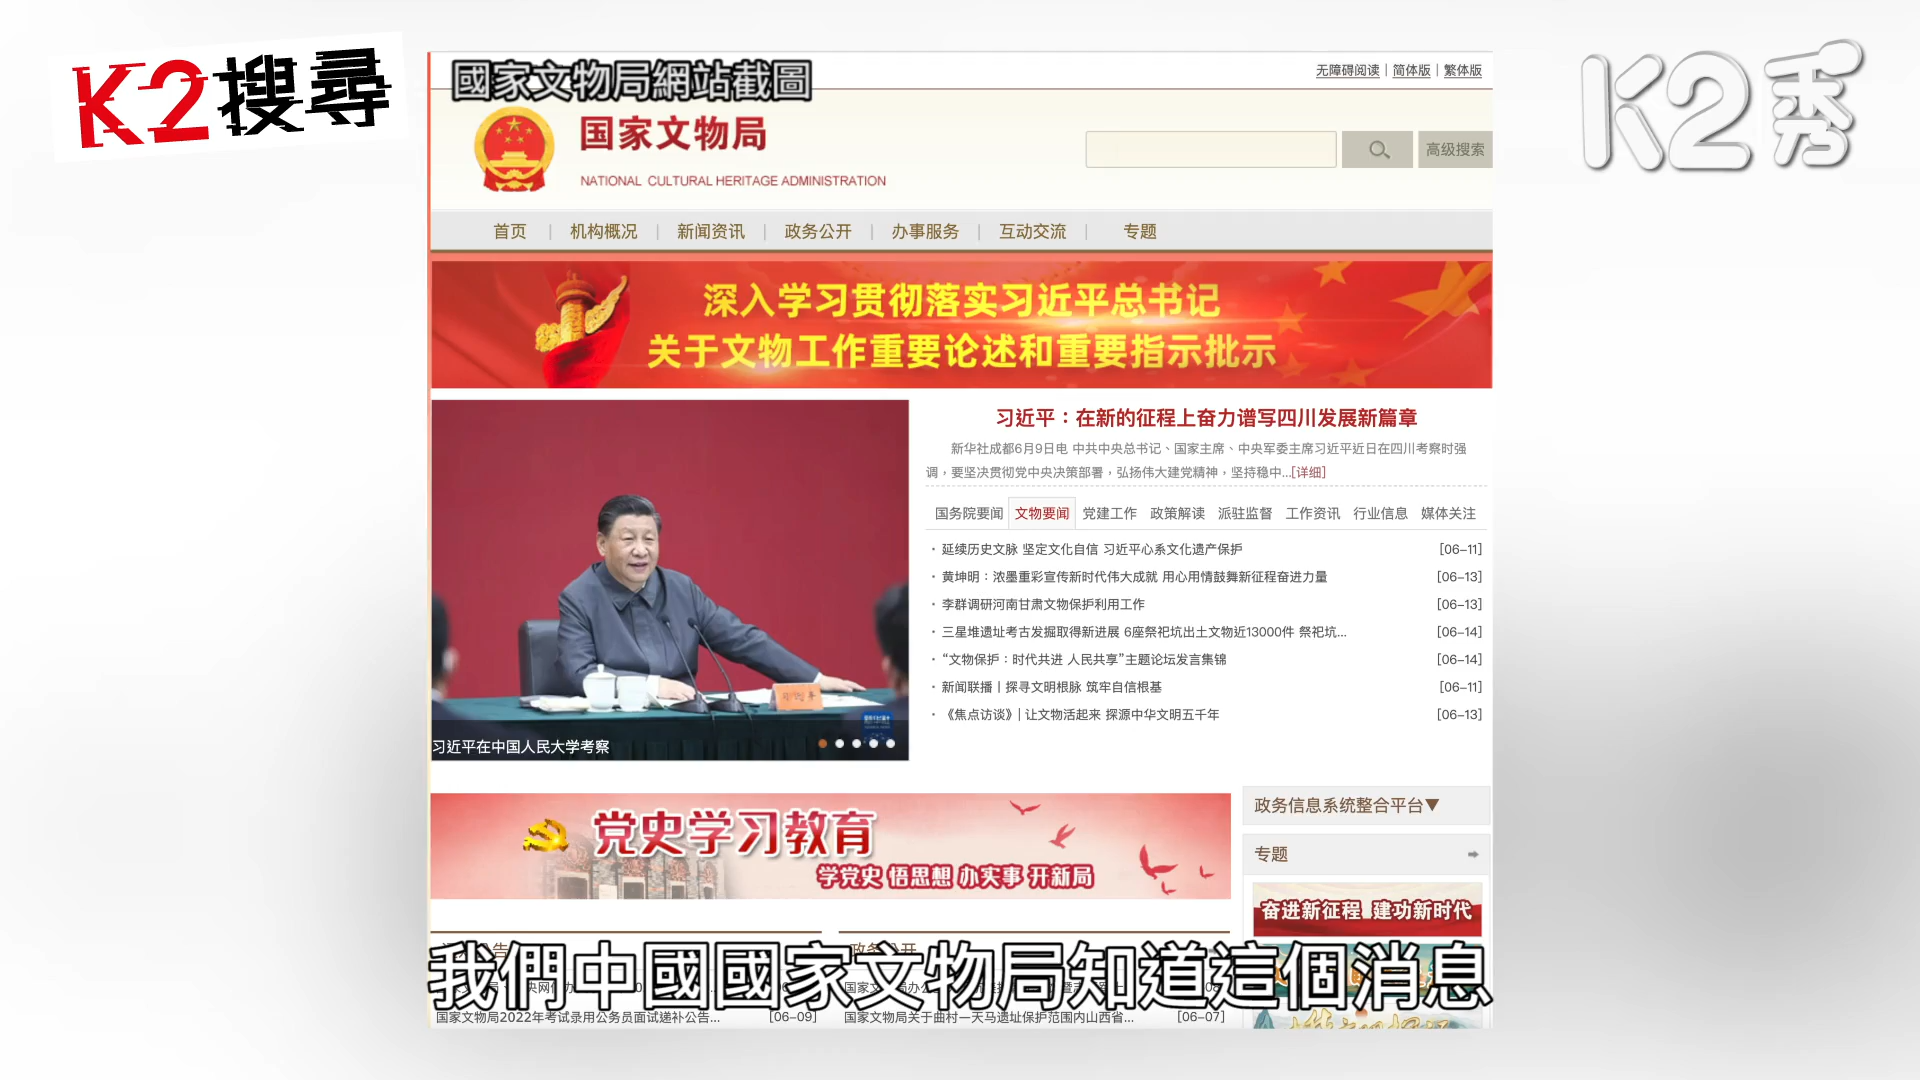 K2搜尋
K2秀
國家文物局網站截圖
无障碍阅读 | 简体版 | 繁体版
国家文物局
NATIONAL CULTURAL HERITAGE ADMINISTRATION
高级搜索
首页 | 机构概况 | 新闻资讯 | 政务公开 | 办事服务 | 互动交流 | 专题
深入学习贯彻落实习近平总书记
关于文物工作重要论述和重要指示批示
习近平在中国人民大学考察
习近平：在新的征程上奋力谱写四川发展新篇章
新华社成都6月9日电 中共中央总书记、国家主席、中央军委主席习近平近日在四川考察时强
调，要坚决贯彻党中央决策部署，弘扬伟大建党精神，坚持稳中...[详细]
国务院要闻 文物要闻 党建工作 政策解读 派驻监督 工作资讯 行业信息 媒体关注
· 延续历史文脉 坚定文化自信 习近平心系文化遗产保护 [06-11]
· 黄坤明：浓墨重彩宣传新时代伟大成就 用心用情鼓舞新征程奋进力量 [06-13]
· 李群调研河南甘肃文物保护利用工作 [06-13]
· 三星堆遗址考古发掘取得新进展 6座祭祀坑出土文物近13000件 祭祀坑... [06-14]
· “文物保护：时代共进 人民共享”主题论坛发言集锦 [06-14]
· 新闻联播丨探寻文明根脉 筑牢自信根基 [06-11]
· 《焦点访谈》| 让文物活起来 探源中华文明五千年 [06-13]
党史学习教育
学党史 悟思想 办实事 开新局
政务信息系统整合平台▼
专题
奋进新征程 建功新时代
政务公开
我們中國國家文物局知道這個消息
国家文物局2022年考试录用公务员面试递补公告... [06-09]
国家文物局关于曲村—天马遗址保护范围内山西省... [06-07]